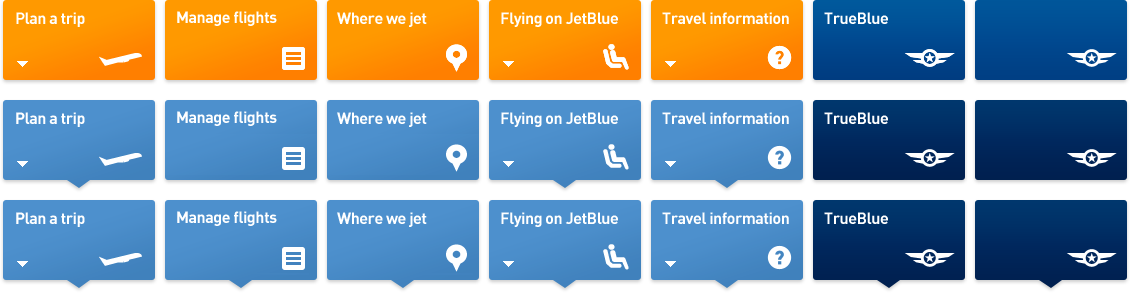 Plan a trip Manage flights Where we jet Flying on JetBlue Travel information TrueBlue
Plan a trip Manage flights Where we jet Flying on JetBlue Travel information TrueBlue
Plan a trip Manage flights Where we jet Flying on JetBlue Travel information TrueBlue